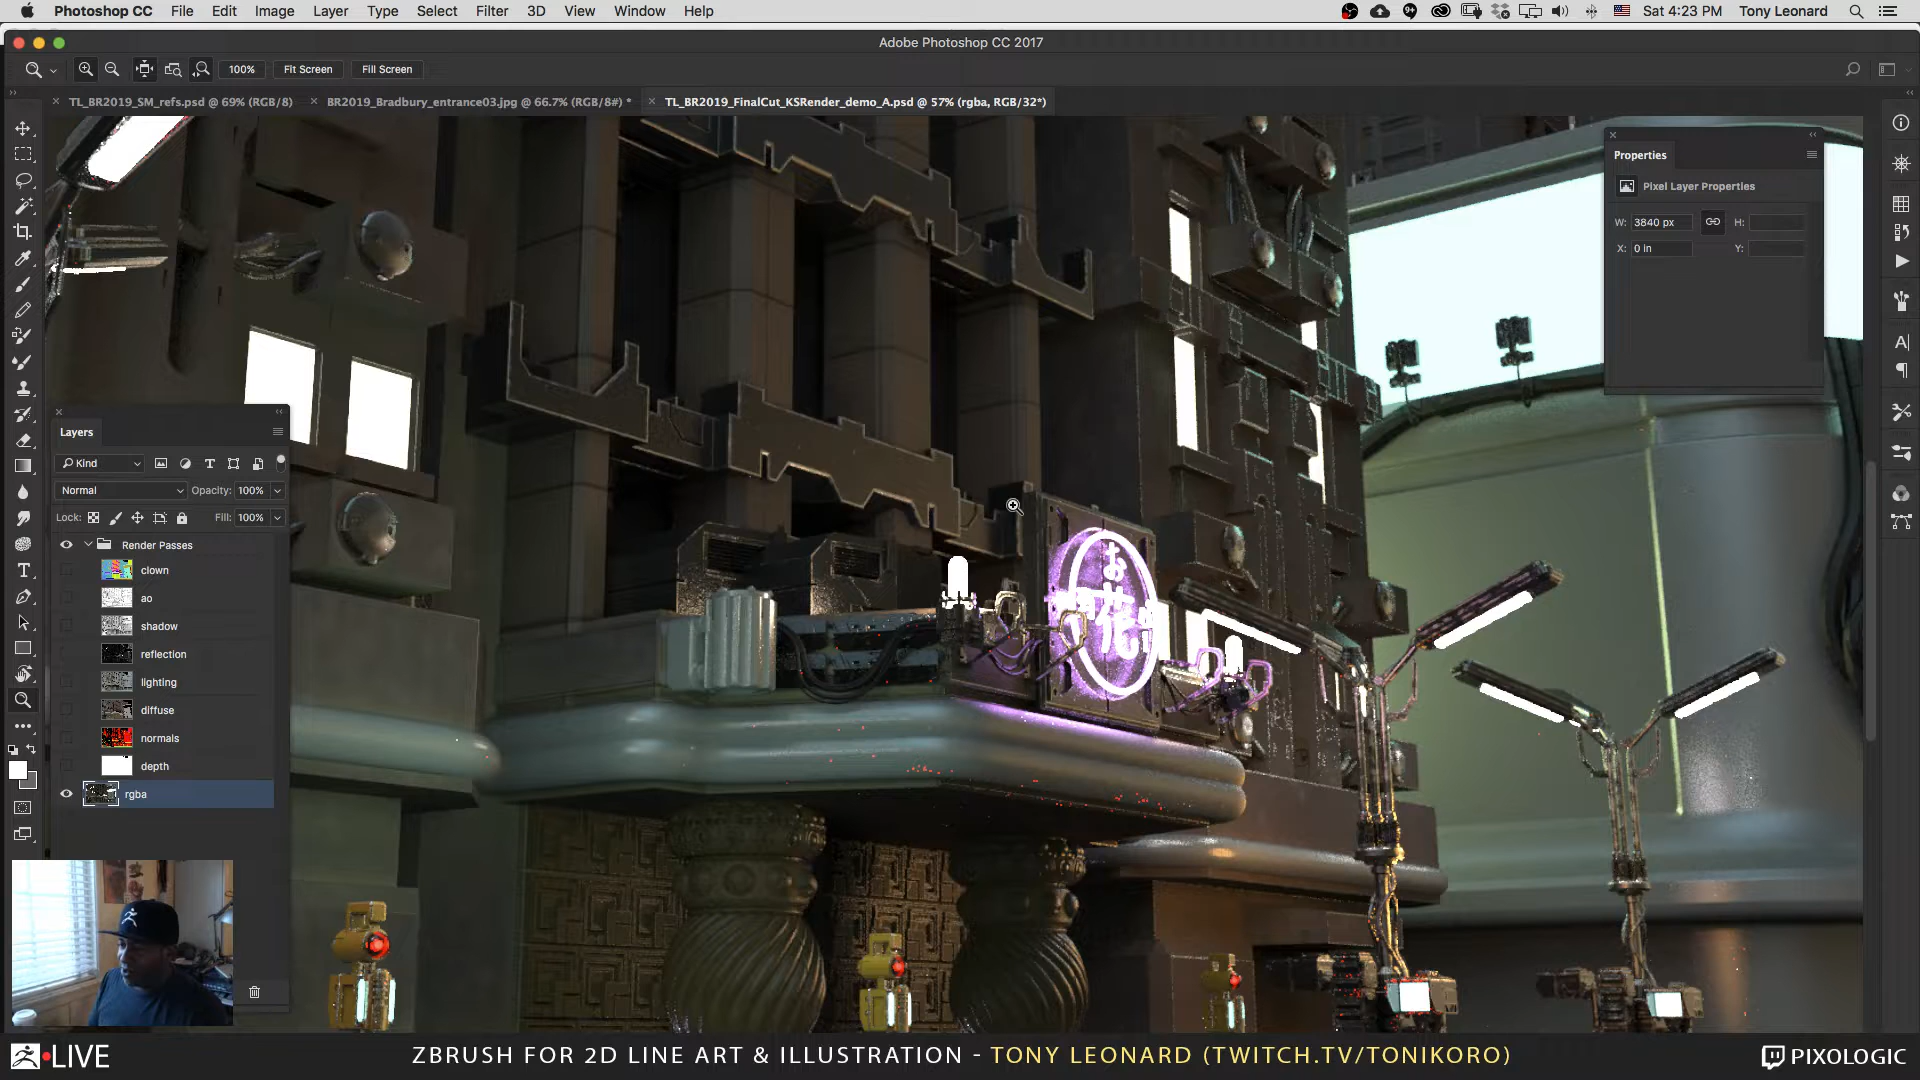 Photoshop CC File Edit Image Layer Type Select Filter 3D View Window Help
Sat 4:23 PM Tony Leonard
Adobe Photoshop CC 2017
100% Fit Screen Fill Screen
TL_BR2019_SM_refs.psd @ 69% (RGB/8)
BR2019_Bradbury_entrance03.jpg @ 66.7% (RGB/8#) *
TL_BR2019_FinalCut_KSRender_demo_A.psd @ 57% (rgba, RGB/32*)
Properties
Pixel Layer Properties
W: 3840 px H:
X: 0 in Y:
Layers
Kind
Normal Opacity: 100%
Lock: Fill: 100%
Render Passes
clown
ao
shadow
reflection
lighting
diffuse
normals
depth
rgba
LIVE
ZBRUSH FOR 2D LINE ART & ILLUSTRATION - TONY LEONARD (TWITCH.TV/TONIKORO)
PIXOLOGIC